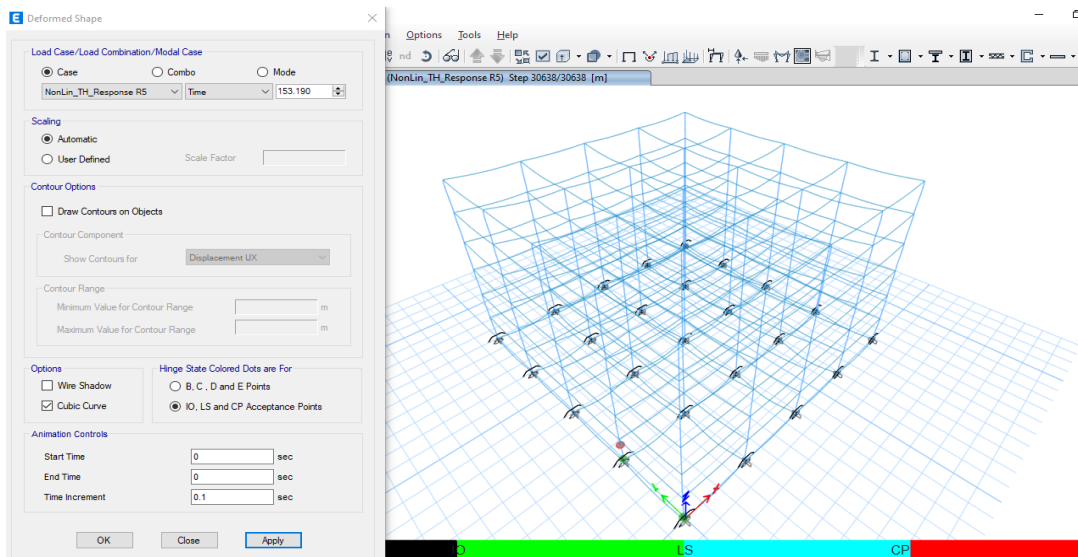 E Deformed Shape
Load Case/Load Combination/Modal Case
Case Combo Mode
NonLin_TH_Response R5 Time 153.190
Scaling
Automatic
User Defined Scale Factor
Contour Options
Draw Contours on Objects
Contour Component
Show Contours for Displacement UX
Contour Range
Minimum Value for Contour Range m
Maximum Value for Contour Range m
Options
Wire Shadow
Cubic Curve
Hinge State Colored Dots are For
B, C , D and E Points
IO, LS and CP Acceptance Points
Animation Controls
Start Time 0 sec
End Time 0 sec
Time Increment 0.1 sec
OK Close Apply
n Options Tools Help
nd
(NonLin_TH_Response R5) Step 30638/30638 [m]
IO LS CP